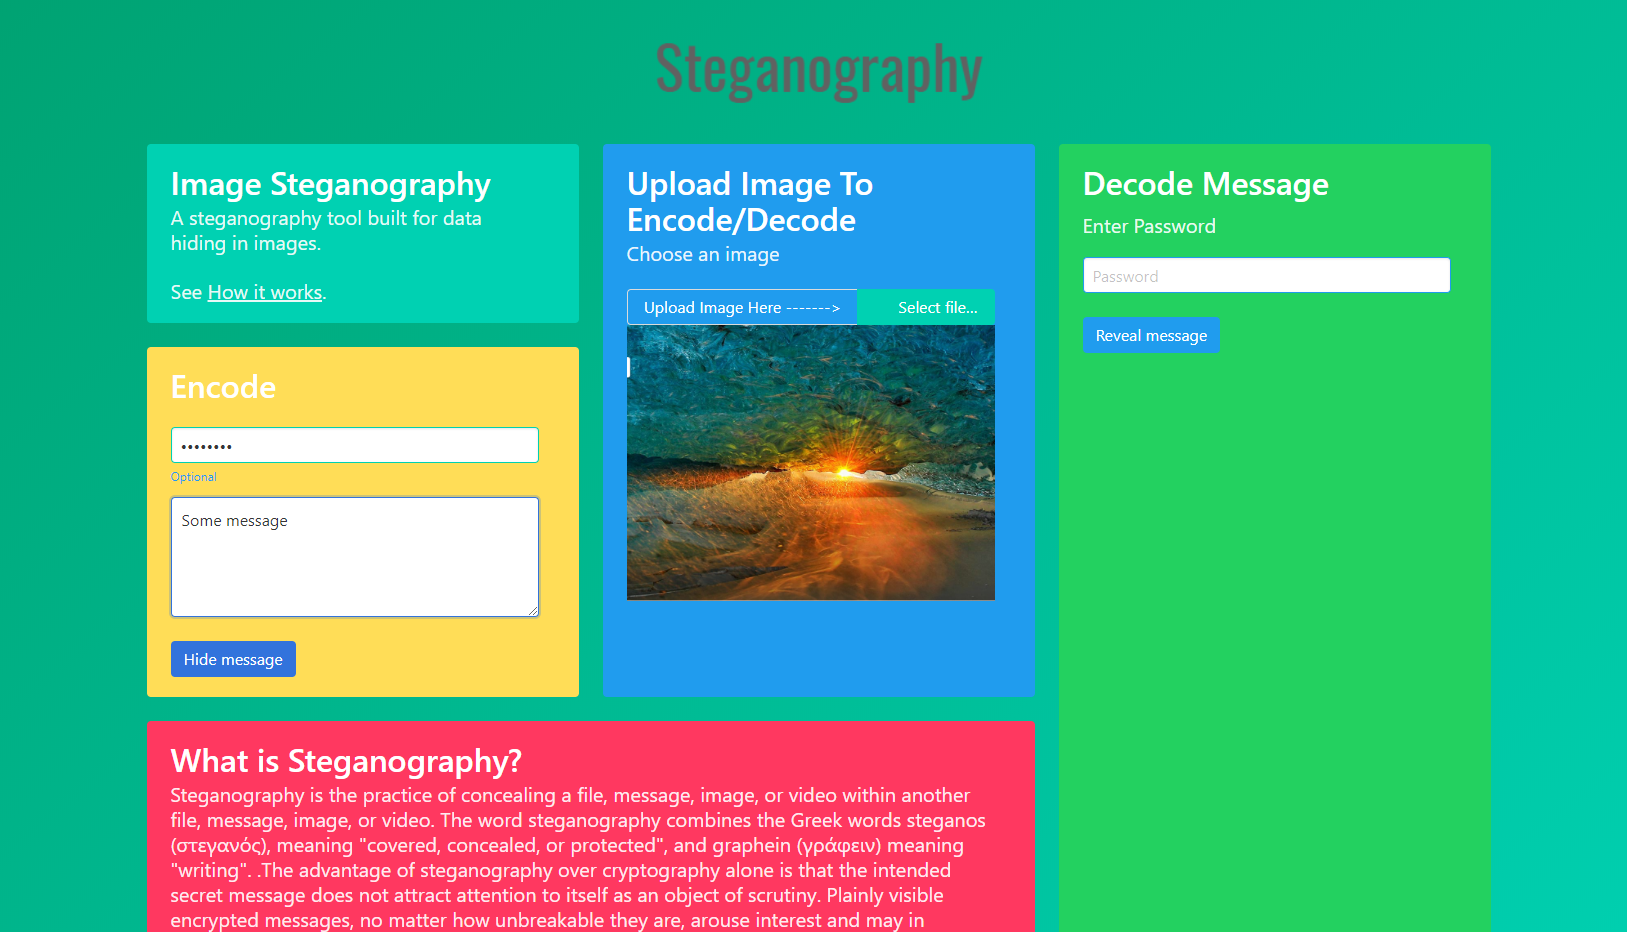 Steganography
Image Steganography
A steganography tool built for data
hiding in images.
See How it works.
Encode
••••••••
Optional
Some message
Hide message
Upload Image To
Encode/Decode
Choose an image
Upload Image Here ------->
Select file...
Decode Message
Enter Password
Password
Reveal message
What is Steganography?
Steganography is the practice of concealing a file, message, image, or video within another
file, message, image, or video. The word steganography combines the Greek words steganos
(στεγανός), meaning "covered, concealed, or protected", and graphein (γράφειν) meaning
"writing". .The advantage of steganography over cryptography alone is that the intended
secret message does not attract attention to itself as an object of scrutiny. Plainly visible
encrypted messages, no matter how unbreakable they are, arouse interest and may in